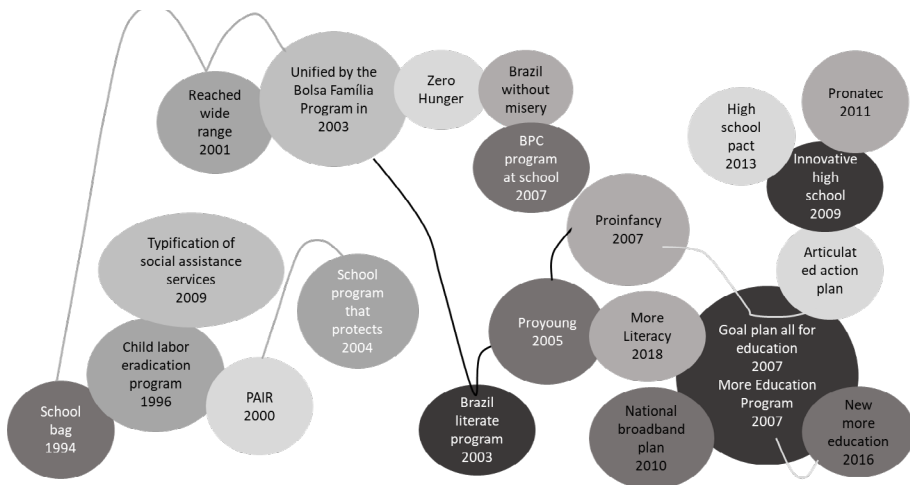 Reached
wide
range
2001
Unified by the
Bolsa Família
Program in
2003
Zero
Hunger
Brazil
without
misery
BPC
program
at school
2007
High
school
pact
2013
Pronatec
2011
Innovative
high
school
2009
Proinfancy
2007
Articulat
ed action
plan
Typification of
social assistance
services
2009
School
program
that
protects
2004
Child labor
eradication
program
1996
PAIR
2000
School
bag
1994
Proyoung
2005
More
Literacy
2018
Goal plan all for
education
2007
More Education
Program
2007
Brazil
literate
program
2003
National
broadband
plan
2010
New
more
education
2016